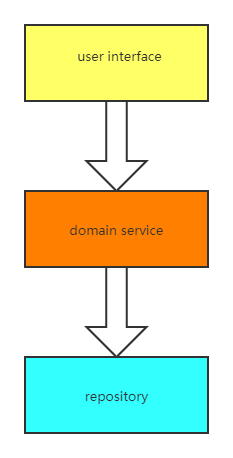 user interface
domain service
repository